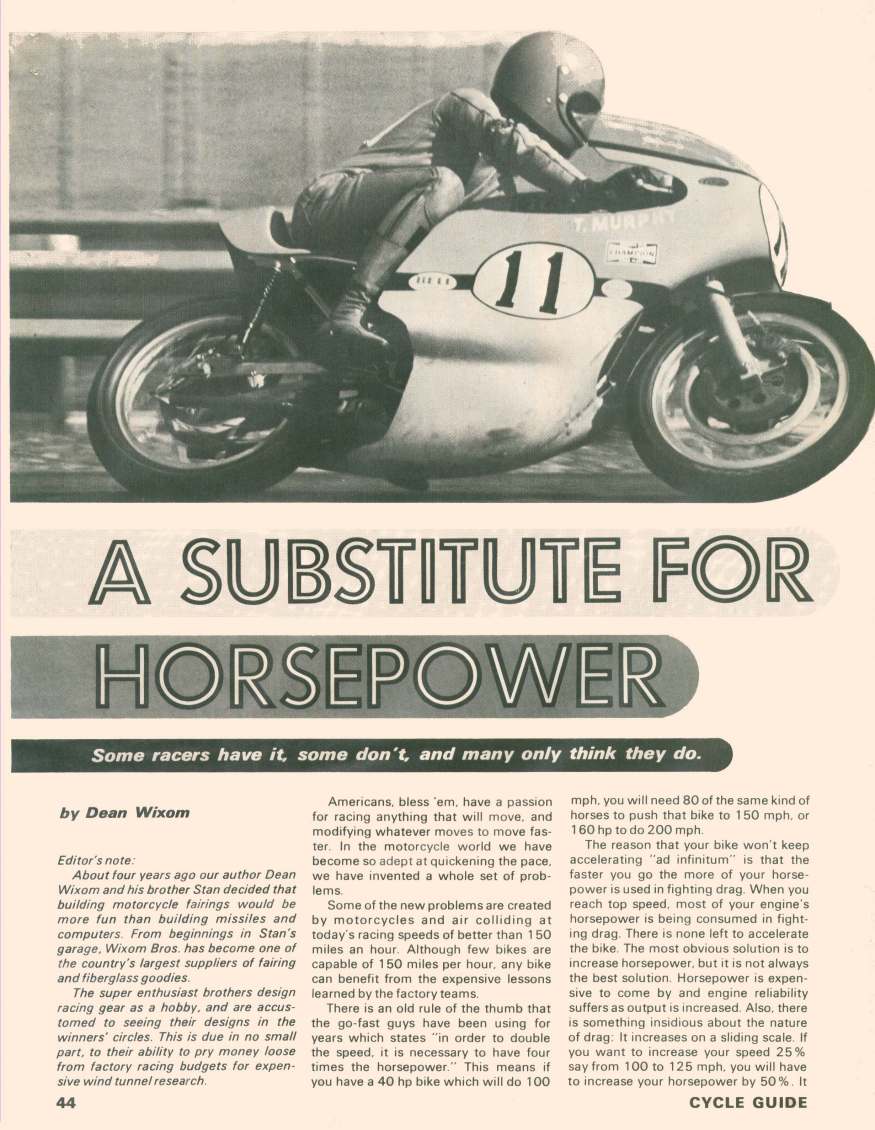 T. MURPHY
CHAMPION
11
A SUBSTITUTE FOR
HORSEPOWER
Some racers have it, some don't, and many only think they do.
by Dean Wixom
Editor's note:
About four years ago our author Dean
Wixom and his brother Stan decided that
building motorcycle fairings would be
more fun than building missiles and
computers. From beginnings in Stan's
garage, Wixom Bros. has become one of
the country's largest suppliers of fairing
and fiberglass goodies.
The super enthusiast brothers design
racing gear as a hobby, and are accus-
tomed to seeing their designs in the
winners' circles. This is due in no small
part, to their ability to pry money loose
from factory racing budgets for expen-
sive wind tunnel research.
Americans, bless 'em, have a passion
for racing anything that will move, and
modifying whatever moves to move fas-
ter. In the motorcycle world we have
become so adept at quickening the pace,
we have invented a whole set of prob-
lems.
Some of the new problems are created
by motorcycles and air colliding at
today's racing speeds of better than 150
miles an hour. Although few bikes are
capable of 150 miles per hour, any bike
can benefit from the expensive lessons
learned by the factory teams.
There is an old rule of the thumb that
the go-fast guys have been using for
years which states "in order to double
the speed, it is necessary to have four
times the horsepower." This means if
you have a 40 hp bike which will do 100
mph, you will need 80 of the same kind of
horses to push that bike to 150 mph, or
160 hp to do 200 mph.
The reason that your bike won't keep
accelerating "ad infinitum" is that the
faster you go the more of your horse-
power is used in fighting drag. When you
reach top speed, most of your engine's
horsepower is being consumed in fight-
ing drag. There is none left to accelerate
the bike. The most obvious solution is to
increase horsepower, but it is not always
the best solution. Horsepower is expen-
sive to come by and engine reliability
suffers as output is increased. Also, there
is something insidious about the nature
of drag: It increases on a sliding scale. If
you want to increase your speed 25%
say from 100 to 125 mph, you will have
to increase your horsepower by 50%. It
44
CYCLE GUIDE